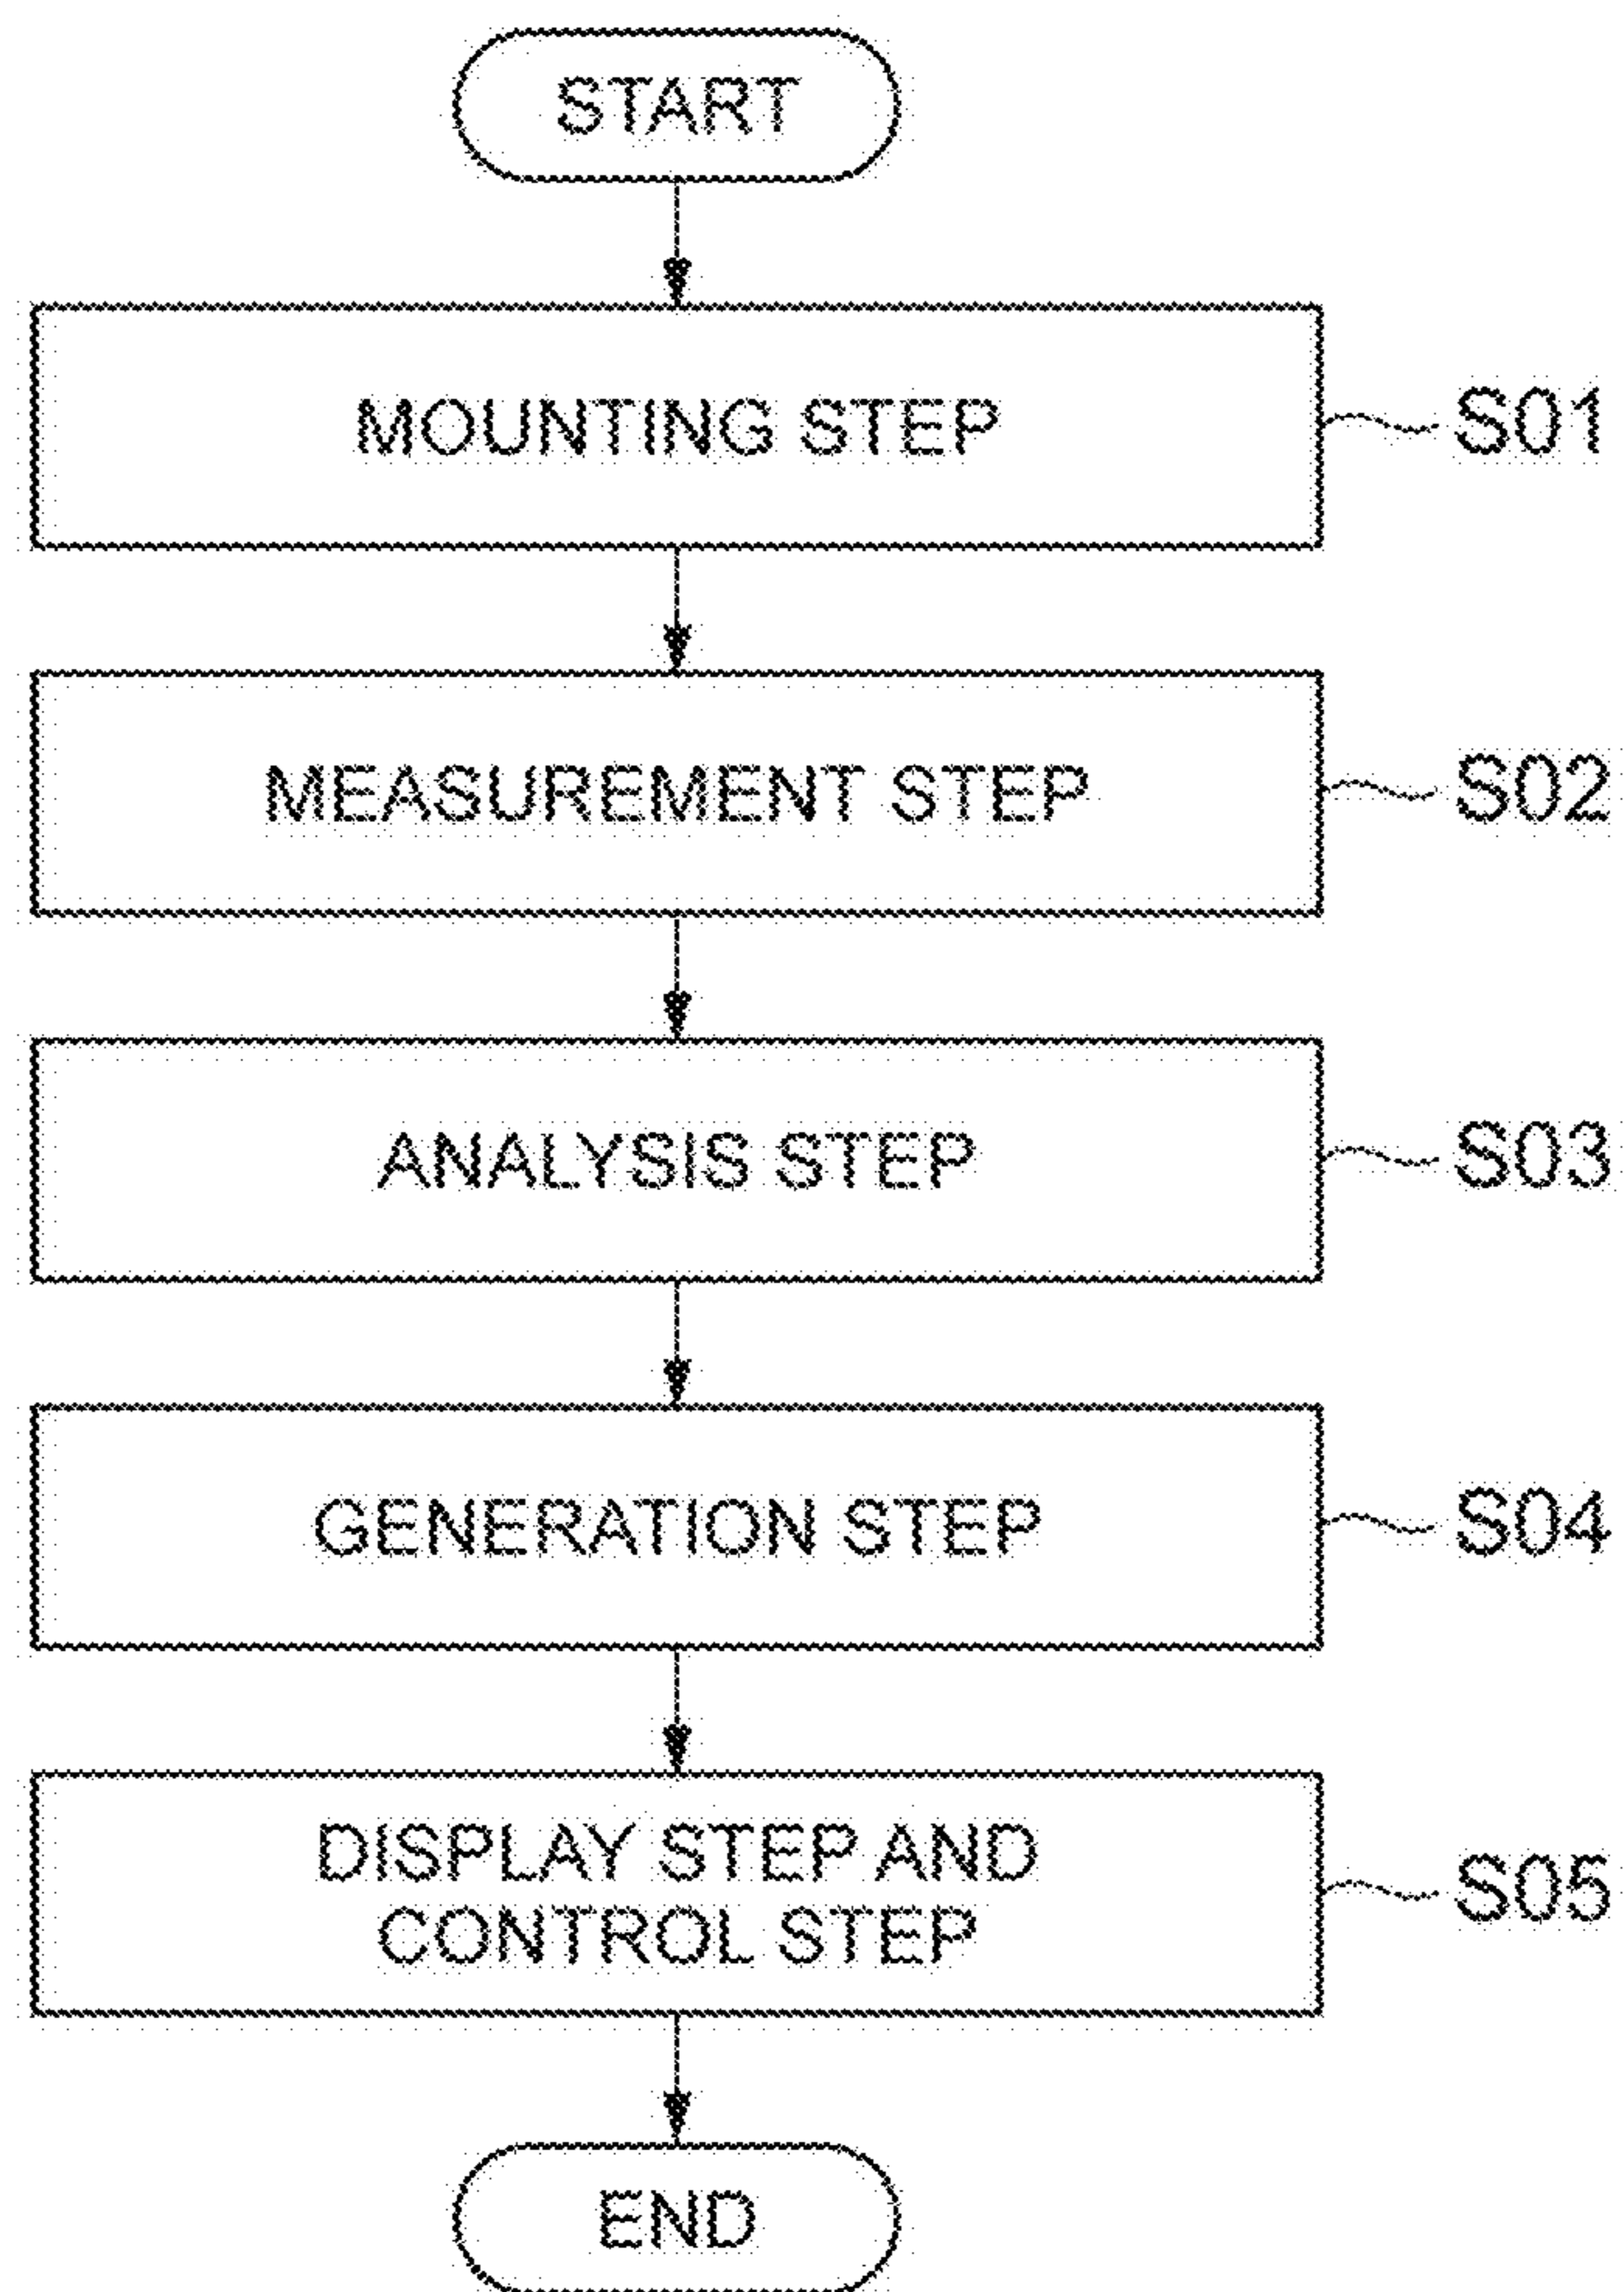 START
MOUNTING STEP
S01
MEASUREMENT STEP
S02
ANALYSIS STEP
S03
GENERATION STEP
S04
DISPLAY STEP AND
CONTROL STEP
S05
END